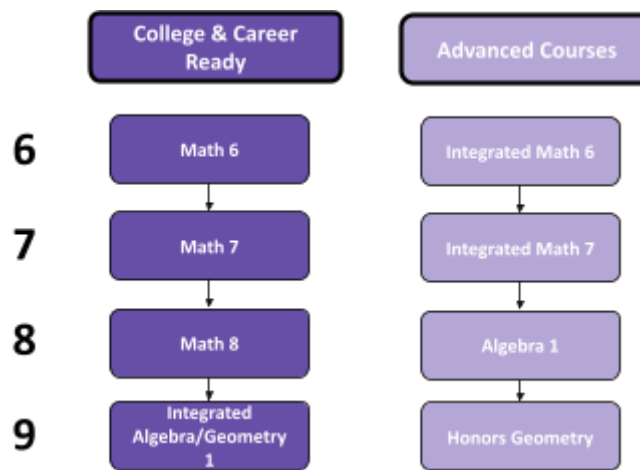 College & Career
Ready
Advanced Courses
6
Math 6
Integrated Math 6
7
Math 7
Integrated Math 7
8
Math 8
Algebra 1
9
Integrated
Algebra/Geometry
1
Honors Geometry